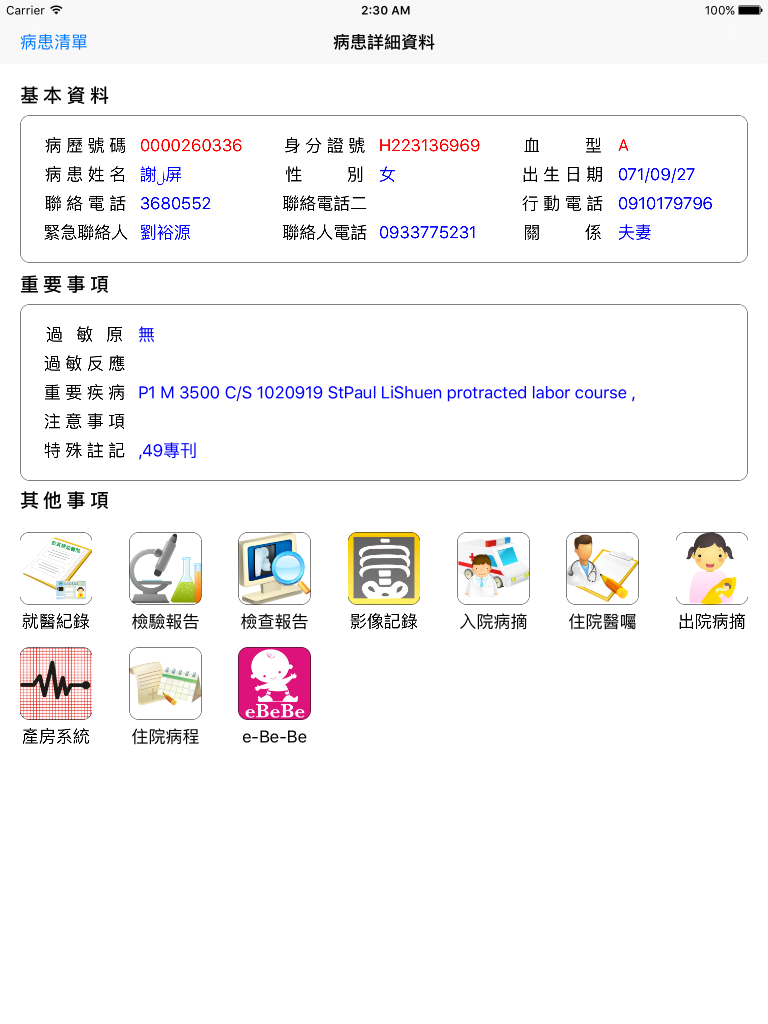 Carrier 2:30 AM 100%
病患清單 病患詳細資料
基本資料
病歷號碼 0000260336 身分證號 H223136969 血型 A
病患姓名 謝 屏 性別 女 出生日期 071/09/27
聯絡電話 3680552 聯絡電話二 行動電話 0910179796
緊急聯絡人 劉裕源 聯絡人電話 0933775231 關係 夫妻
重要事項
過敏原 無
過敏反應
重要疾病 P1 M 3500 C/S 1020919 StPaul LiShuen protracted labor course ,
注意事項
特殊註記 ,49專刊
其他事項
就醫紀錄 檢驗報告 檢查報告 影像記錄 入院病摘 住院醫囑 出院病摘
eBeBe
產房系統 住院病程 e-Be-Be